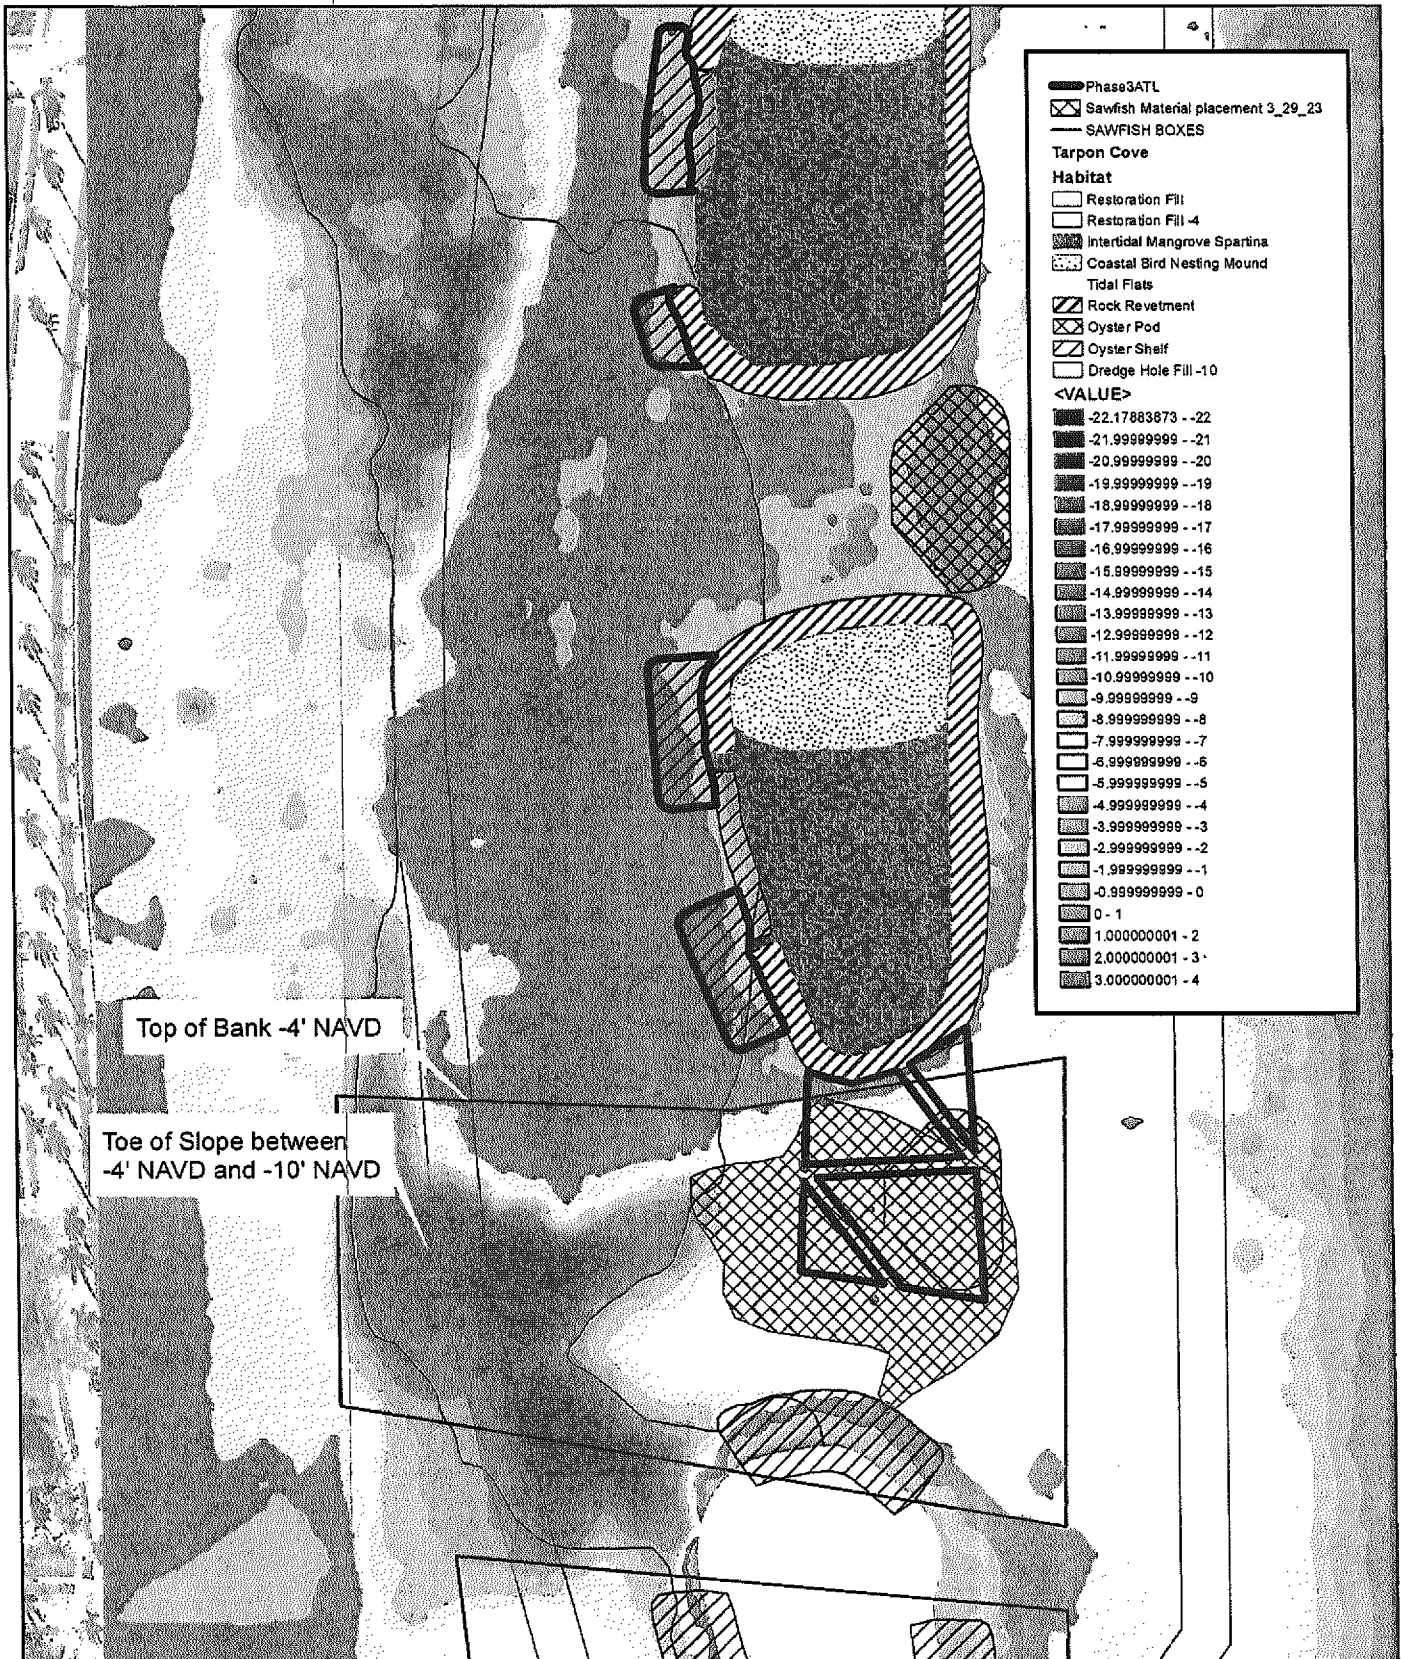 Phase3ATL
Sawfish Material placement 3_29_23
SAWFISH BOXES
Tarpon Cove
Habitat
Restoration Fill
Restoration Fill -4
Intertidal Mangrove Spartina
Coastal Bird Nesting Mound
Tidal Flats
Rock Revetment
Oyster Pod
Oyster Shelf
Dredge Hole Fill -10
<VALUE>
-22.17883873 - -22
-21.99999999 - -21
-20.99999999 - -20
-19.99999999 - -19
-18.99999999 - -18
-17.99999999 - -17
-16.99999999 - -16
-15.99999999 - -15
-14.99999999 - -14
-13.99999999 - -13
-12.99999999 - -12
-11.99999999 - -11
-10.99999999 - -10
-9.99999999 - -9
-8.999999999 - -8
-7.999999999 - -7
-6.999999999 - -6
-5.999999999 - -5
-4.999999999 - -4
-3.999999999 - -3
-2.999999999 - -2
-1.999999999 - -1
-0.999999999 - 0
0 - 1
1.000000001 - 2
2.000000001 - 3
3.000000001 - 4
Top of Bank -4' NAVD
Toe of Slope between
-4' NAVD and -10' NAVD